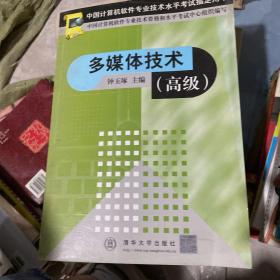 中国计算机软件专业技术水平考试指定用
中国计算机软件专业技术资格和水平考试中心组织编写
多媒体技术
(高级)
钟玉琢 主编
清华大学出版社